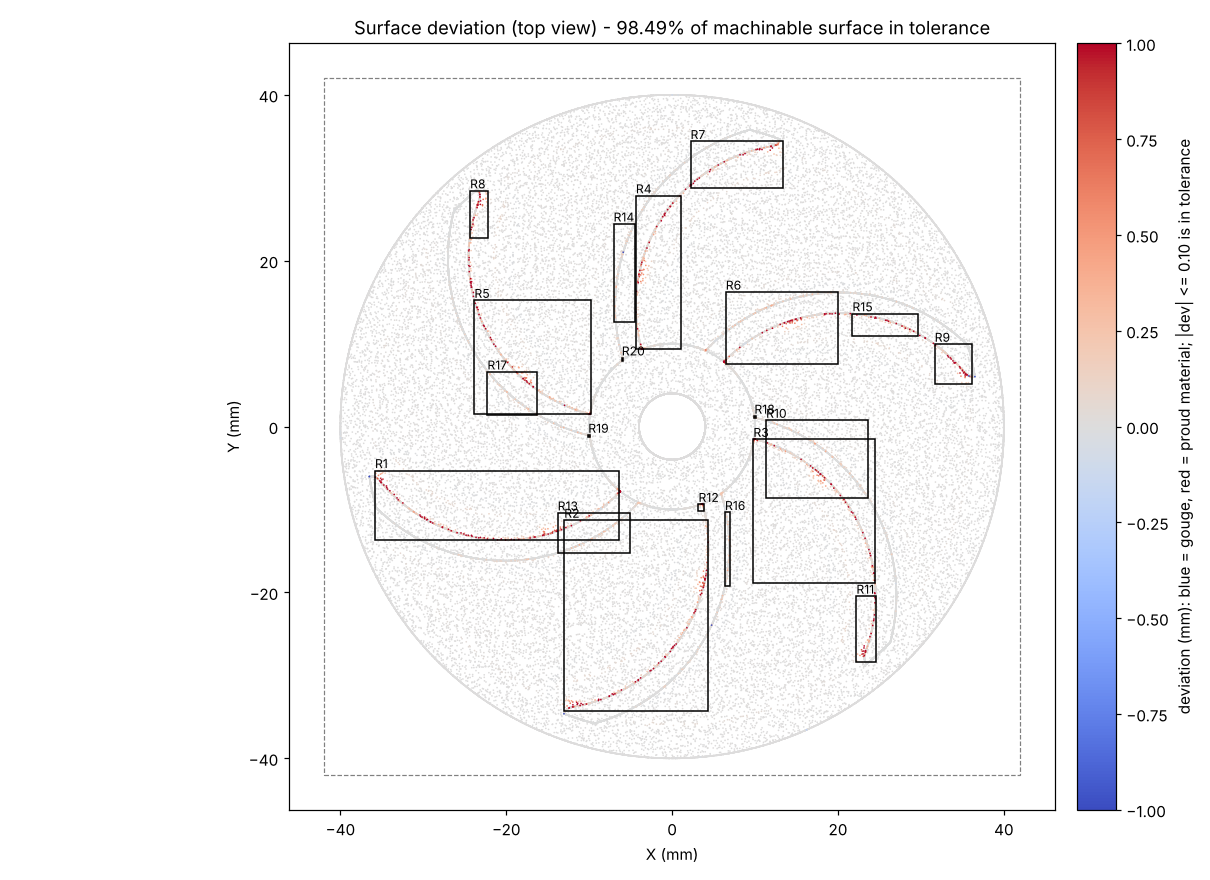 Surface deviation (top view) - 98.49% of machinable surface in tolerance
40
20
0
−20
−40
Y (mm)
−40
−20
0
20
40
X (mm)
R7
R8
R4
R14
R6
R5
R15
R9
R20
R17
R18
R10
R19
R3
R1
R12
R13
R2
R16
R11
1.00
0.75
0.50
0.25
0.00
−0.25
−0.50
−0.75
−1.00
deviation (mm): blue = gouge, red = proud material; |dev| <= 0.10 is in tolerance